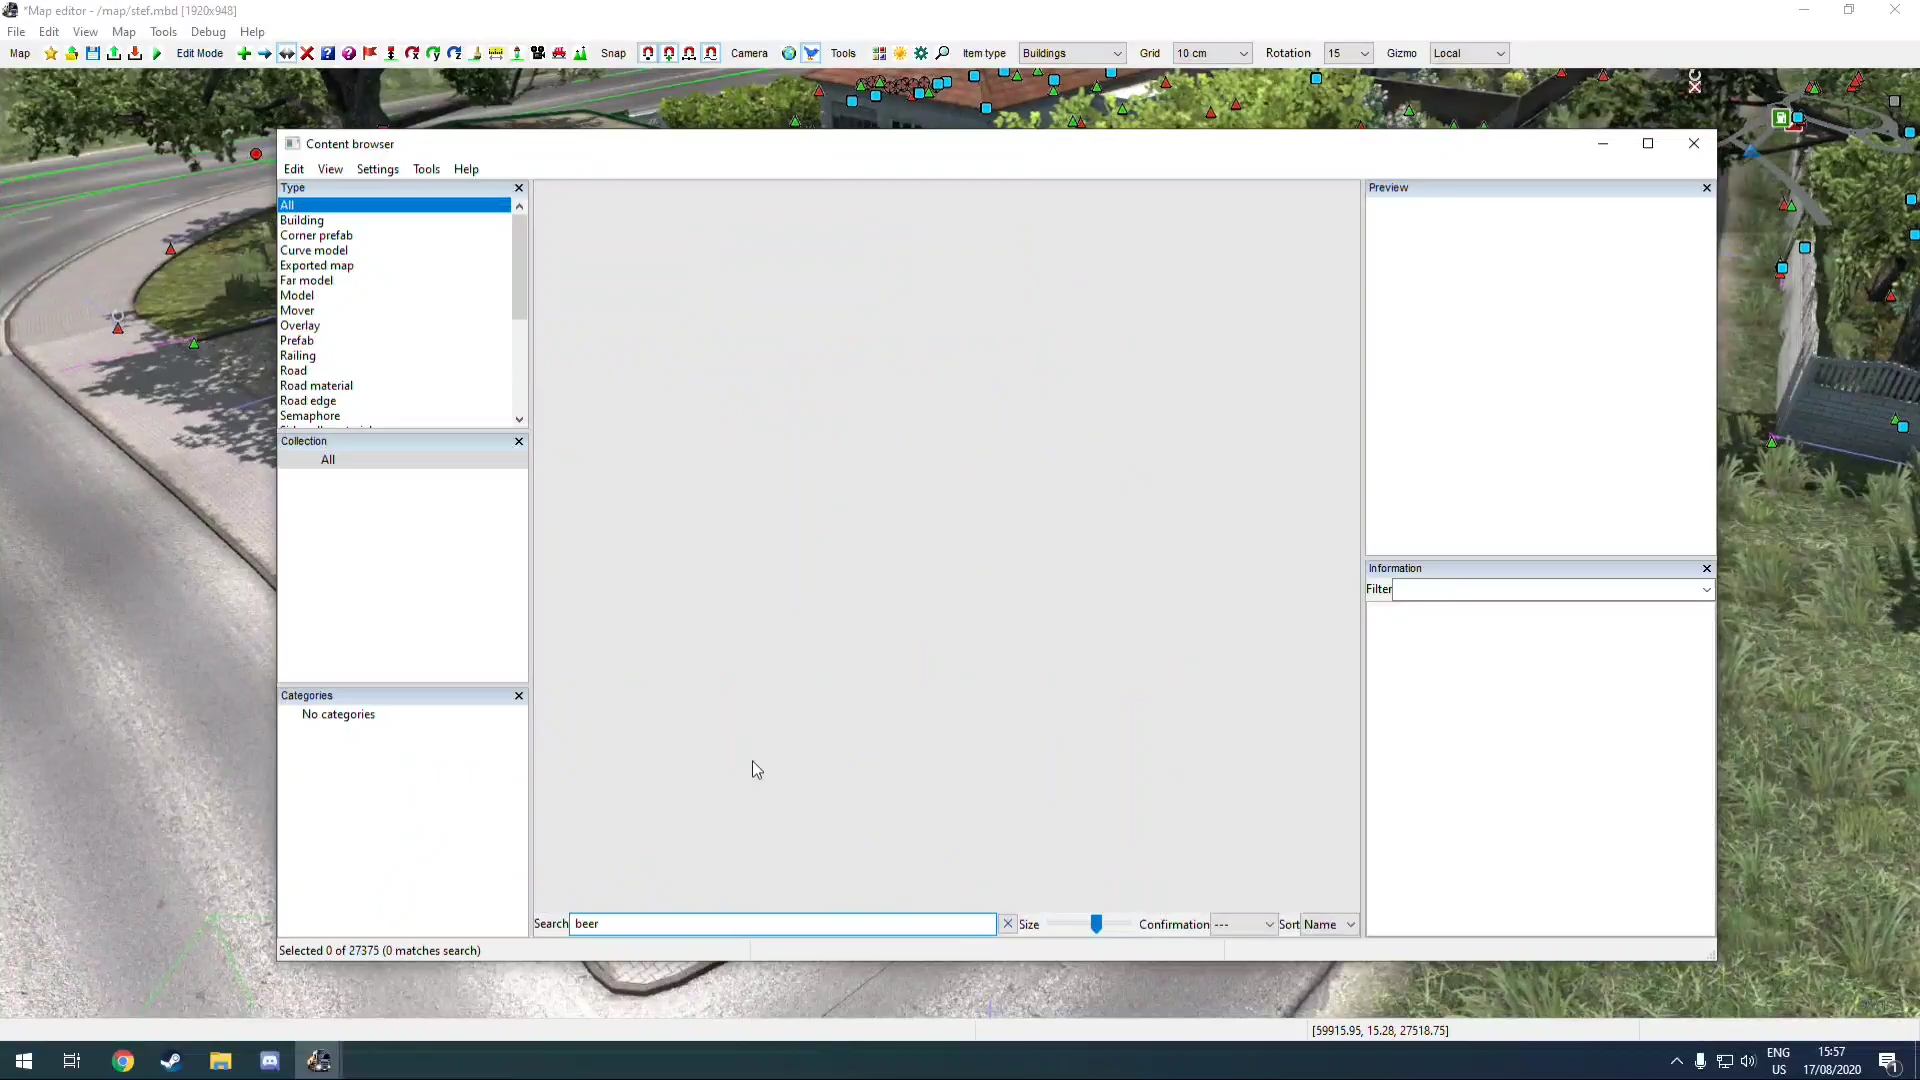 *Map editor - /map/stef.mbd [1920x948]
File Edit View Map Tools Debug Help
Map Edit Mode Snap Camera Tools Item type Buildings Grid 10 cm Rotation 15 Gizmo Local
Content browser
Edit View Settings Tools Help
Type
All
Building
Corner prefab
Curve model
Exported map
Far model
Model
Mover
Overlay
Prefab
Railing
Road
Road material
Road edge
Semaphore
Collection
All
Categories
No categories
Preview
Information
Filter
Search beer Size Confirmation --- Sort Name
Selected 0 of 27375 (0 matches search)
[59915.95, 15.28, 27518.75]
ENG
US
15:57
17/08/2020
1